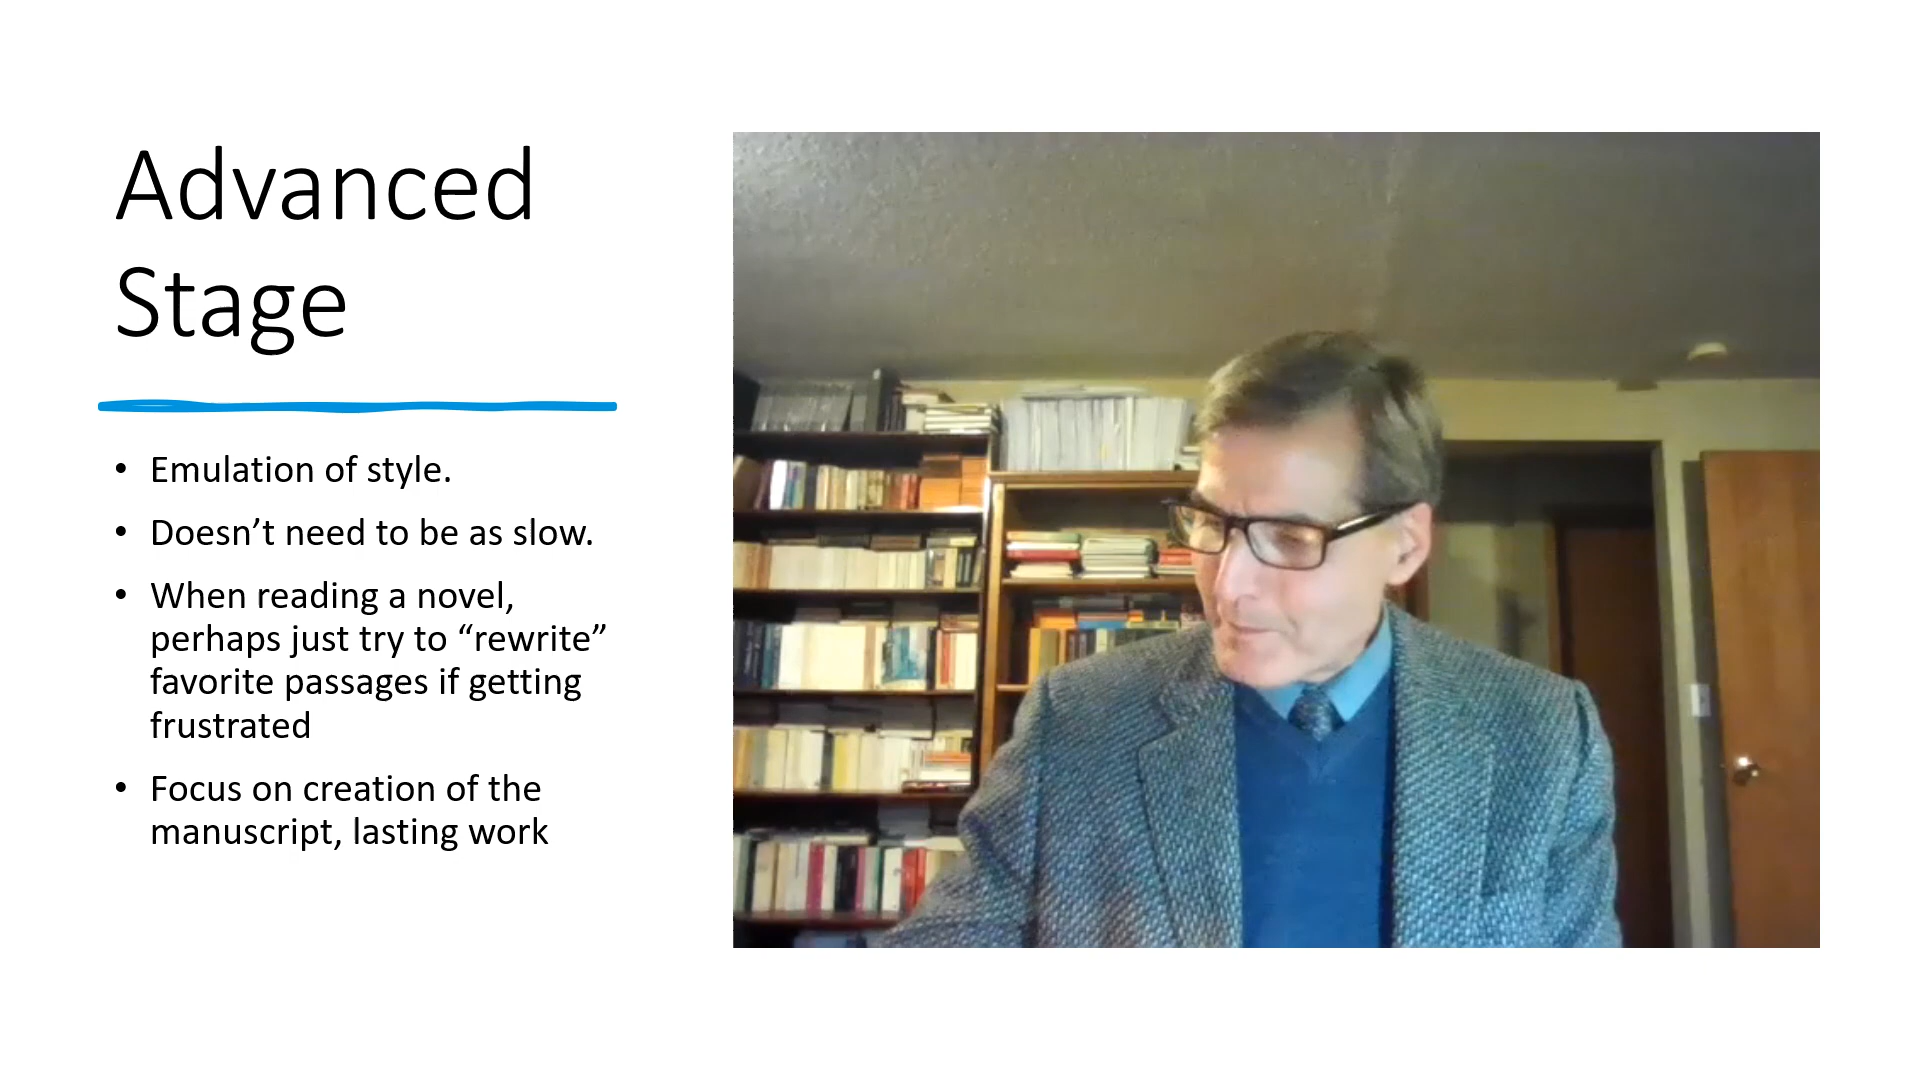 Advanced
Stage
• Emulation of style.
• Doesn’t need to be as slow.
• When reading a novel,
perhaps just try to “rewrite”
favorite passages if getting
frustrated
• Focus on creation of the
manuscript, lasting work